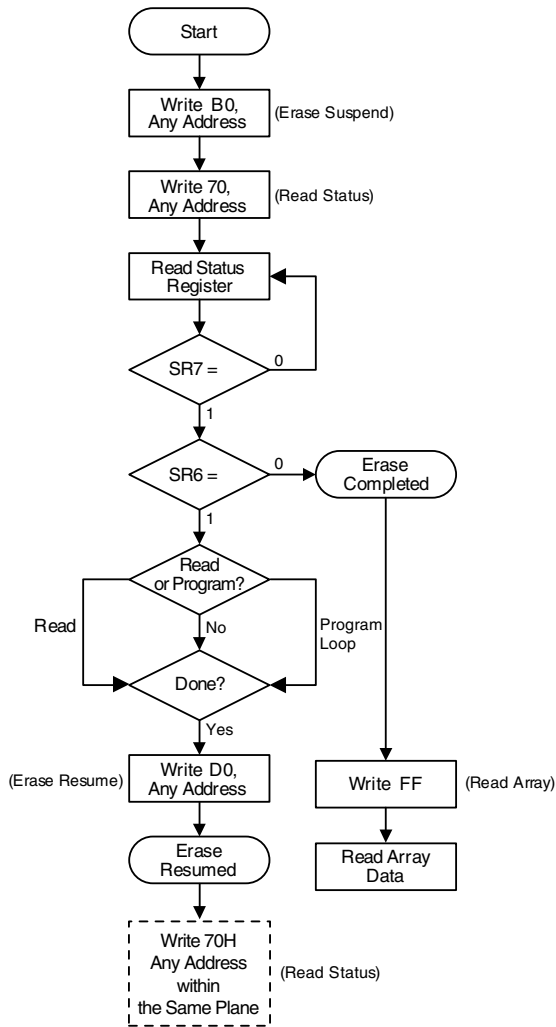 Start
Write B0,
Any Address
(Erase Suspend)
Write 70,
Any Address
(Read Status)
Read Status
Register
SR7 =
0
1
SR6 =
0
Erase
Completed
1
Read
or Program?
Read
No
Program
Loop
Done?
Yes
(Erase Resume)
Write D0,
Any Address
Write FF
(Read Array)
Erase
Resumed
Read Array
Data
Write 70H
Any Address
within
the Same Plane
(Read Status)